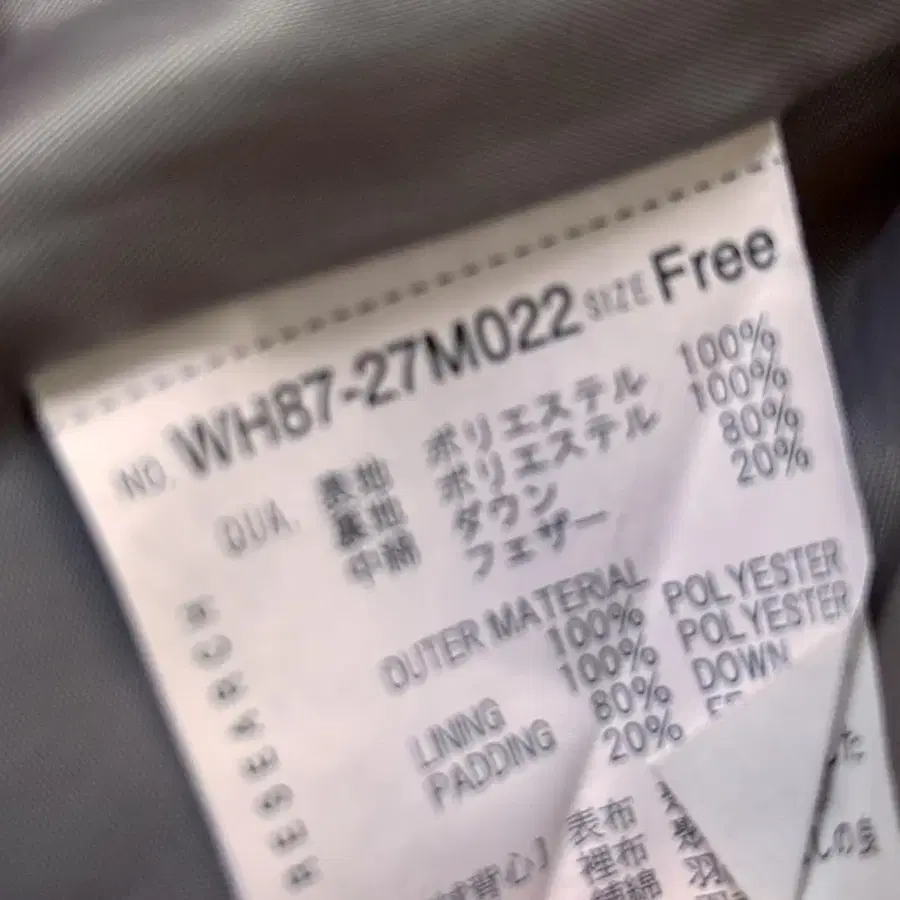 NO. WH87-27M022 SIZE Free
QUA. 表地 ポリエステル 100%
裏地 ポリエステル 100%
中綿 ダウン 80%
フェザー 20%
OUTER MATERIAL
100% POLYESTER
LINING 100% POLYESTER
PADDING 80% DOWN
20%
表布
裡布
羽
RESEARCH